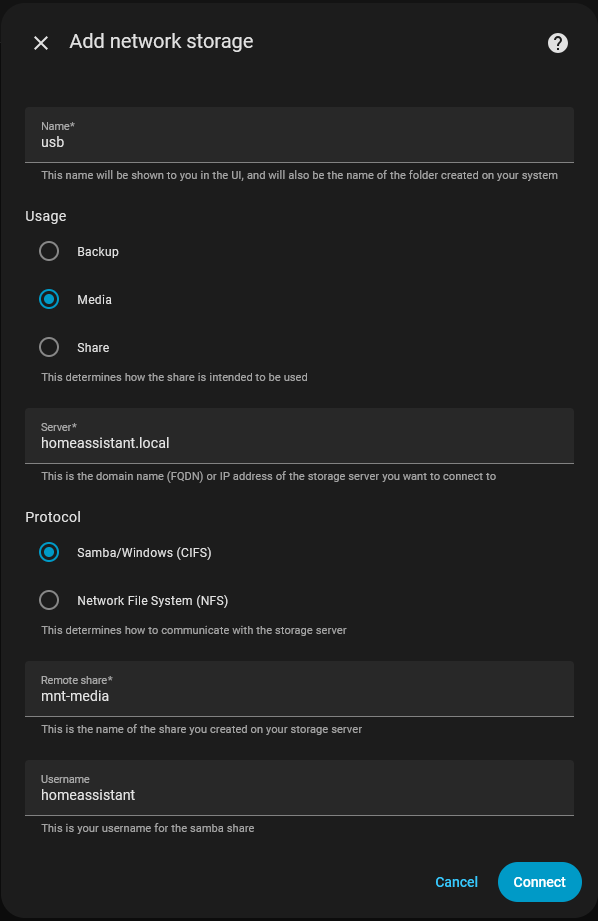 Add network storage
?
Name*
usb
This name will be shown to you in the UI, and will also be the name of the folder created on your system
Usage
Backup
Media
Share
This determines how the share is intended to be used
Server*
homeassistant.local
This is the domain name (FQDN) or IP address of the storage server you want to connect to
Protocol
Samba/Windows (CIFS)
Network File System (NFS)
This determines how to communicate with the storage server
Remote share*
mnt-media
This is the name of the share you created on your storage server
Username
homeassistant
This is your username for the samba share
Cancel Connect